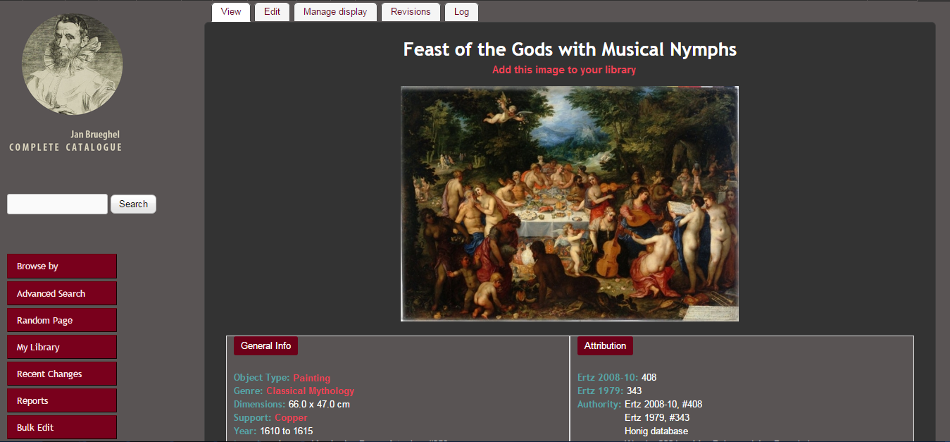 View Edit Manage display Revisions Log
Jan Brueghel
COMPLETE CATALOGUE
Search
Browse by
Advanced Search
Random Page
My Library
Recent Changes
Reports
Bulk Edit
Feast of the Gods with Musical Nymphs
Add this image to your library
General Info
Object Type: Painting
Genre: Classical Mythology
Dimensions: 66.0 x 47.0 cm
Support: Copper
Year: 1610 to 1615
Attribution
Ertz 2008-10: 408
Ertz 1979: 343
Authority: Ertz 2008-10, #408
Ertz 1979, #343
Honig database